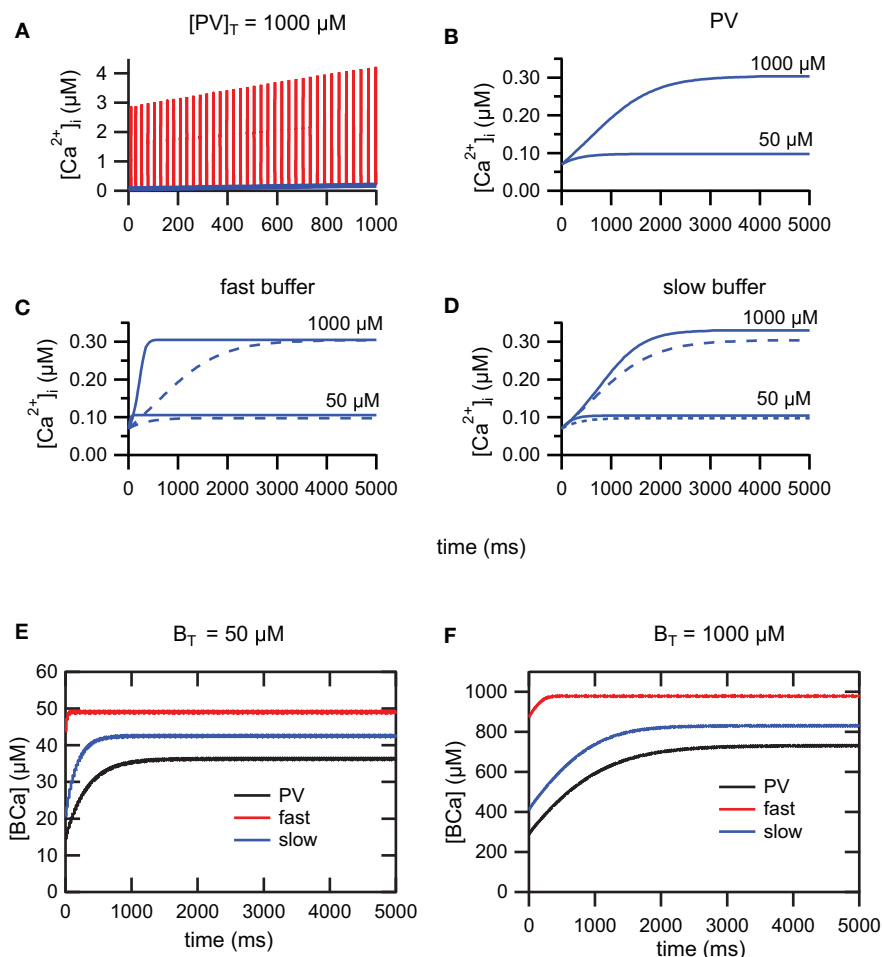 A
[PV]T = 1000 µM
[Ca2+]i (µM)
4
3
2
1
0
0 200 400 600 800 1000
B
PV
[Ca2+]i (µM)
0.30
0.20
0.10
0.00
1000 µM
50 µM
0 1000 2000 3000 4000 5000
C
fast buffer
[Ca2+]i (µM)
0.30
0.20
0.10
0.00
1000 µM
50 µM
0 1000 2000 3000 4000 5000
D
slow buffer
[Ca2+]i (µM)
0.30
0.20
0.10
0.00
1000 µM
50 µM
0 1000 2000 3000 4000 5000
time (ms)
E
BT = 50 µM
[BCa] (µM)
60
50
40
30
20
10
0
PV
fast
slow
0 1000 2000 3000 4000 5000
time (ms)
F
BT = 1000 µM
[BCa] (µM)
1000
800
600
400
200
0
PV
fast
slow
0 1000 2000 3000 4000 5000
time (ms)